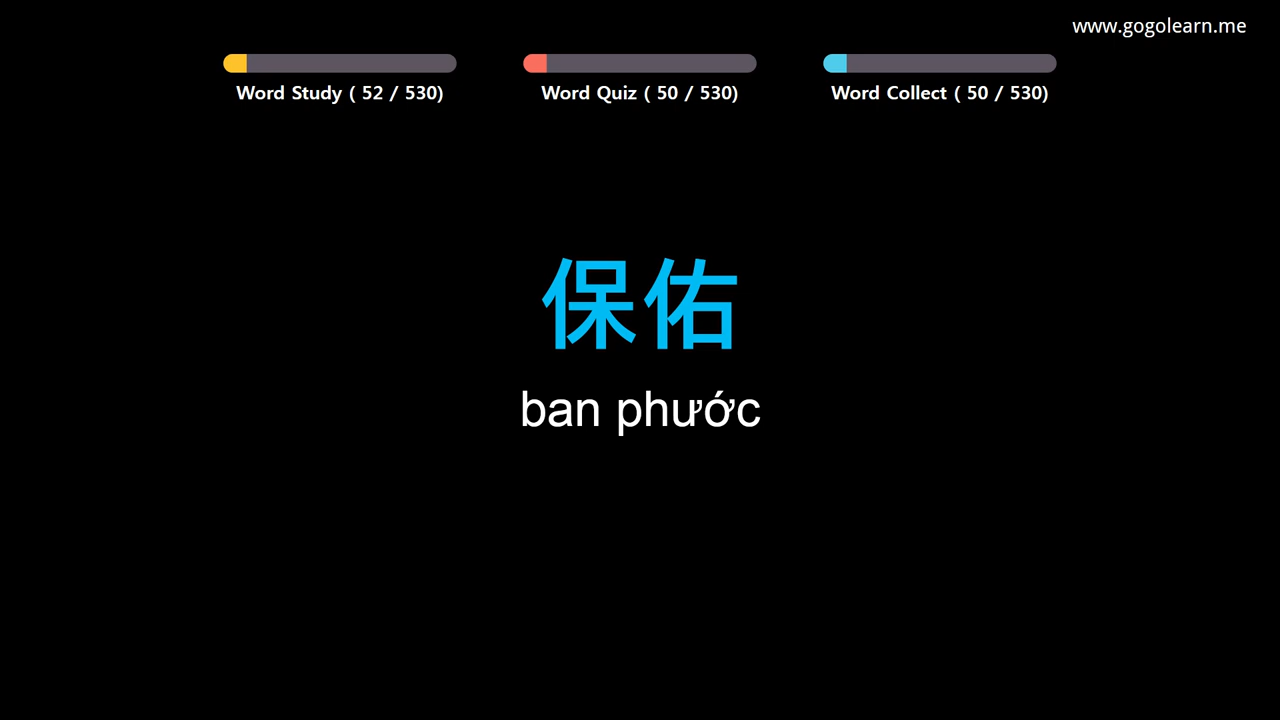 www.gogolearn.me
Word Study ( 52 / 530)
Word Quiz ( 50 / 530)
Word Collect ( 50 / 530)
保佑
ban phước